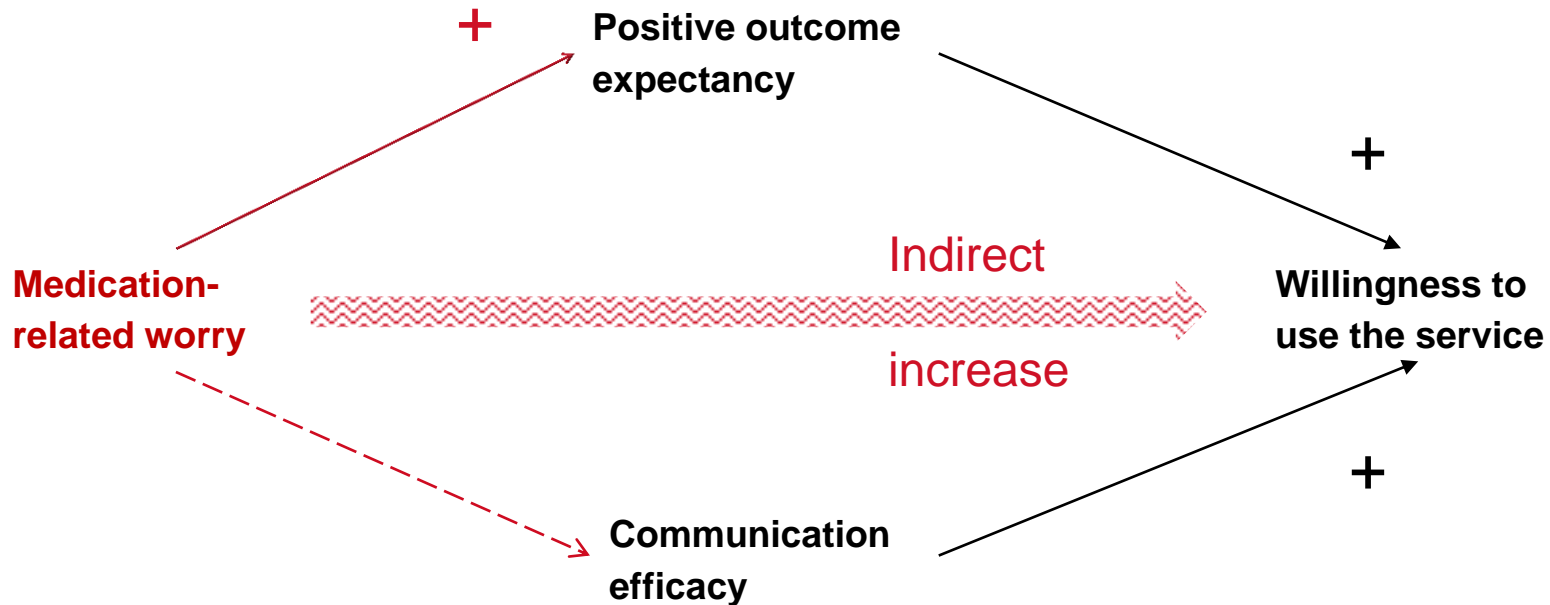 +
Positive outcome
expectancy
+
Indirect
Medication-
related worry
Willingness to
use the service
increase
+
Communication
efficacy